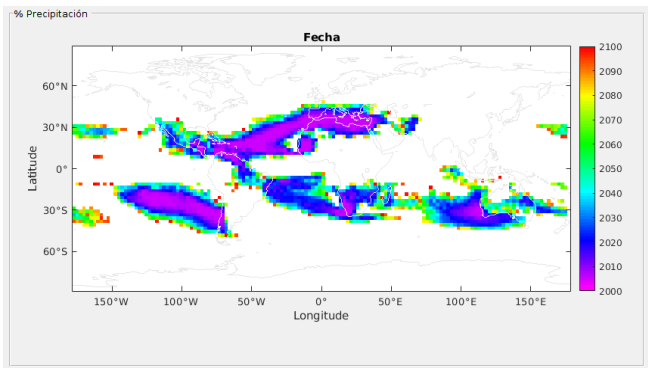 % Precipitación
Fecha
60°N
30°N
0°
30°S
60°S
Latitude
150°W
100°W
50°W
0°
50°E
100°E
150°E
Longitude
2100
2090
2080
2070
2060
2050
2040
2030
2020
2010
2000